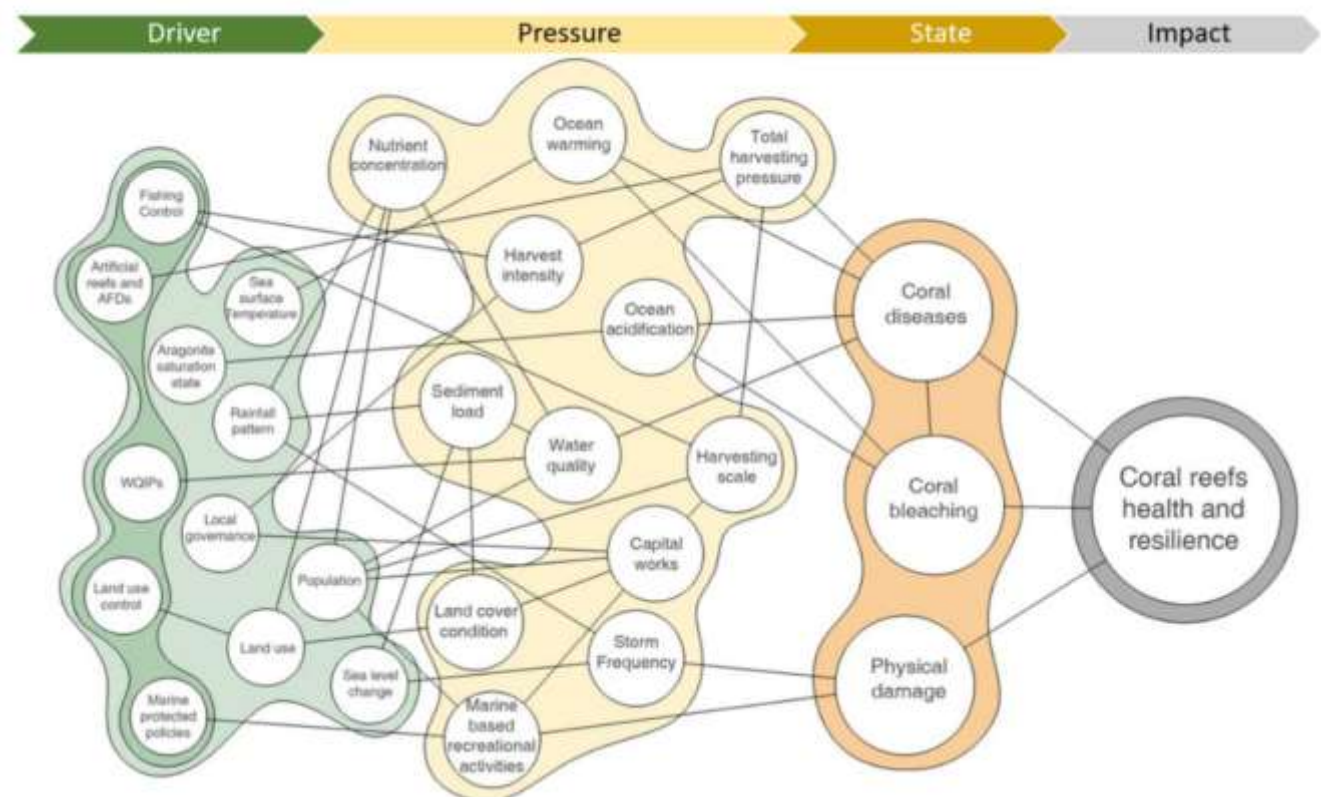 Driver
Pressure
State
Impact
Fishing
Control
Artificial
reefs and
AFDs
Sea
surface
Temperature
Aragonite
saturation
state
Rainfall
pattern
WQIPs
Local
governance
Population
Land use
control
Land use
Sea level
change
Marine
protected
policies
Nutrient
concentration
Ocean
warming
Total
harvesting
pressure
Harvest
intensity
Ocean
acidification
Sediment
load
Water
quality
Harvesting
scale
Capital
works
Land cover
condition
Storm
Frequency
Marine
based
recreational
activities
Coral
diseases
Coral
bleaching
Physical
damage
Coral reefs
health and
resilience